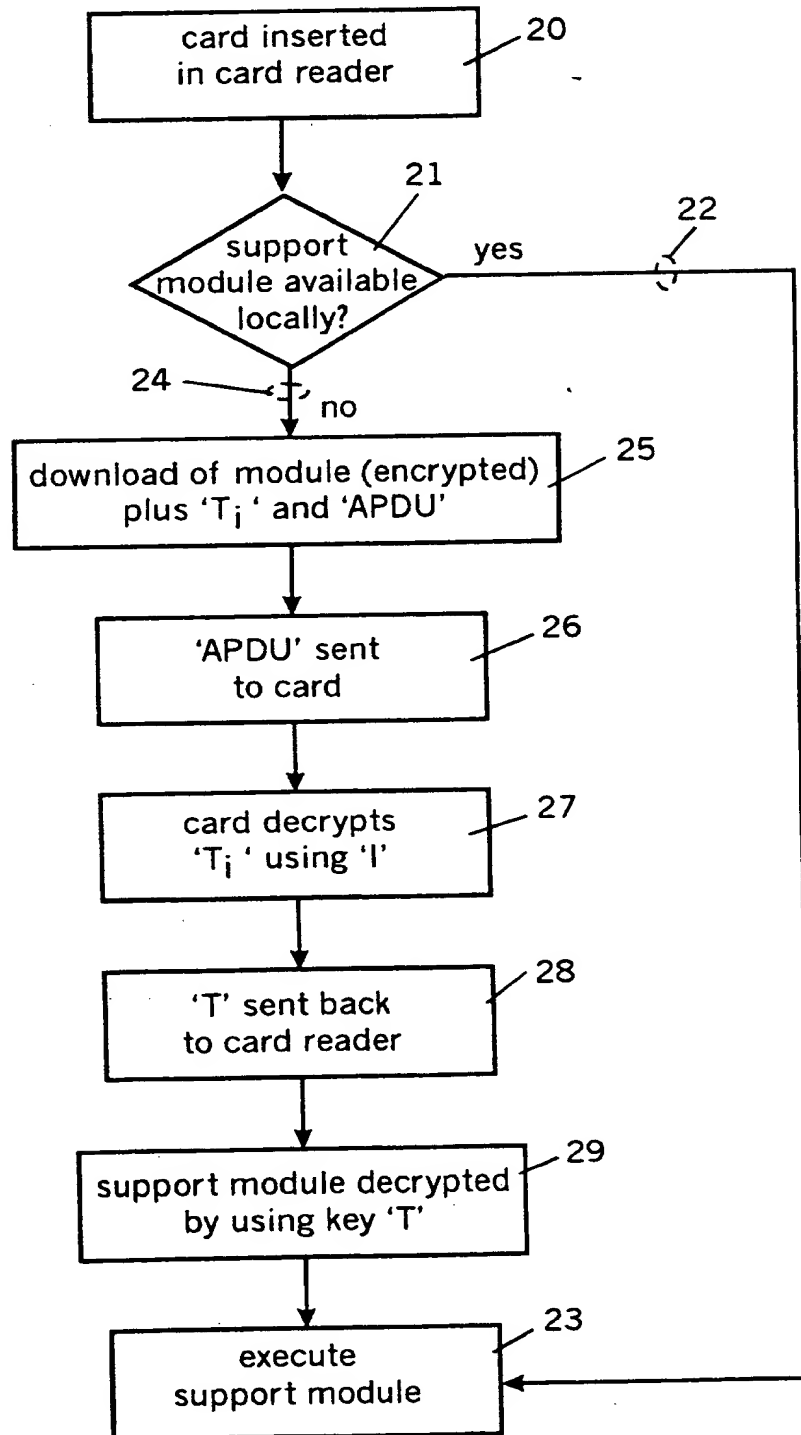 card inserted
in card reader
20
21
22
support
module available
locally?
yes
24
no
download of module (encrypted)
plus ‘Ti ‘ and ‘APDU’
25
‘APDU’ sent
to card
26
card decrypts
‘Ti ‘ using ‘I’
27
‘T’ sent back
to card reader
28
support module decrypted
by using key ‘T’
29
execute
support module
23